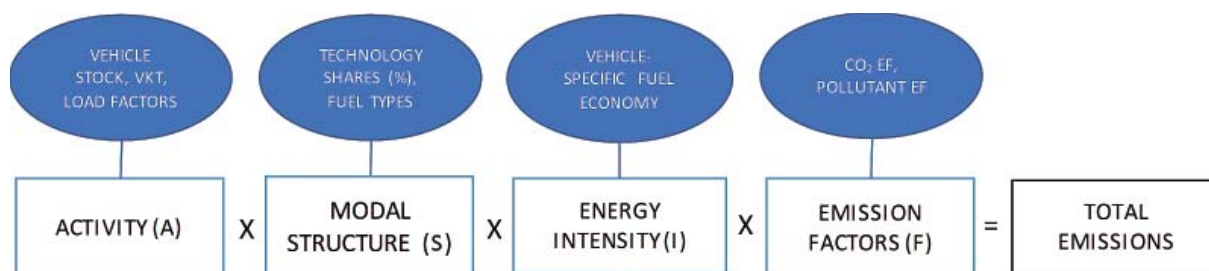 VEHICLE
STOCK, VKT,
LOAD FACTORS
TECHNOLOGY
SHARES (%),
FUEL TYPES
VEHICLE-
SPECIFIC FUEL
ECONOMY
CO₂ EF,
POLLUTANT EF
ACTIVITY (A)
X
MODAL
STRUCTURE (S)
X
ENERGY
INTENSITY (I)
X
EMISSION
FACTORS (F)
=
TOTAL
EMISSIONS